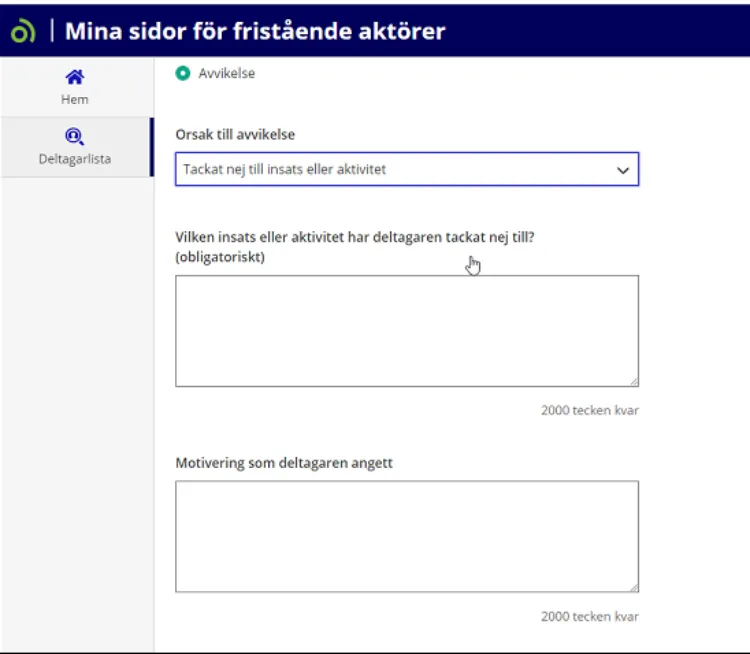 Mina sidor för fristående aktörer
Hem
Deltagarlista
Avvikelse
Orsak till avvikelse
Tackat nej till insats eller aktivitet
Vilken insats eller aktivitet har deltagaren tackat nej till?
(obligatoriskt)
2000 tecken kvar
Motivering som deltagaren angett
2000 tecken kvar